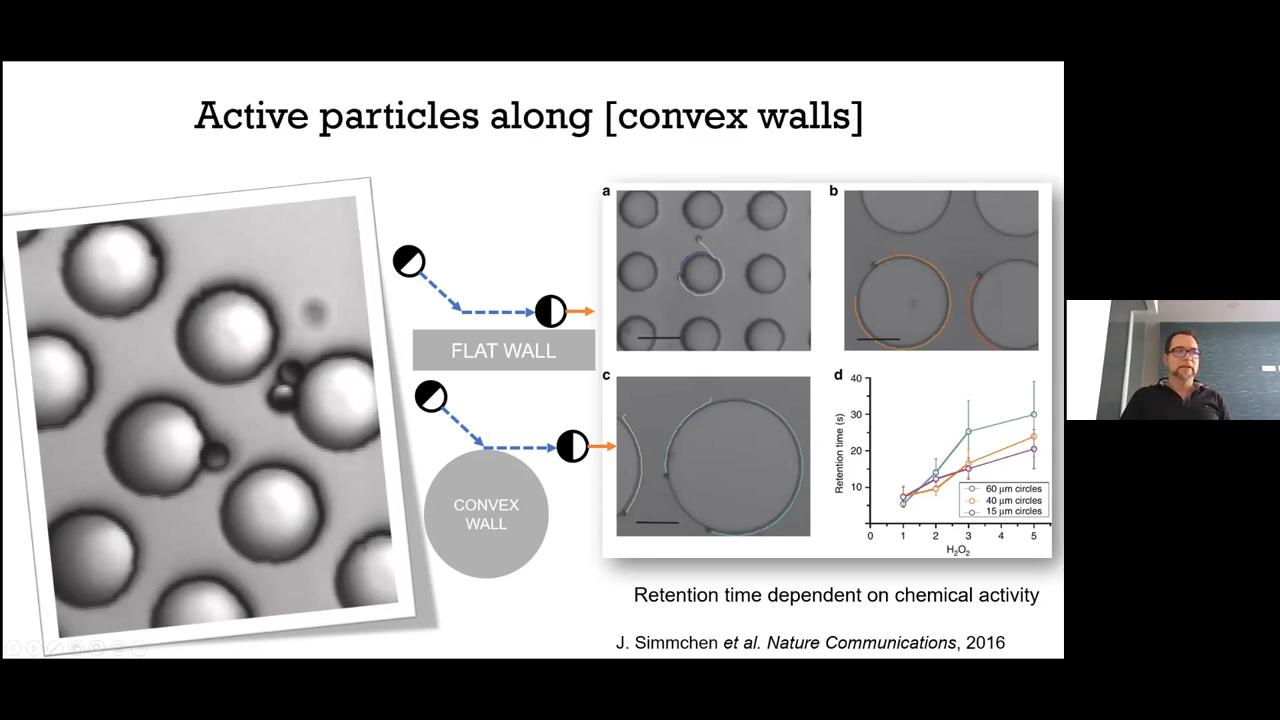 Active particles along [convex walls]
FLAT WALL
CONVEX
WALL
a
b
c
d
40
30
20
10
Retention time (s)
0
1
2
3
4
5
H₂O₂
60 µm circles
40 µm circles
15 µm circles
Retention time dependent on chemical activity
J. Simmchen et al. Nature Communications, 2016